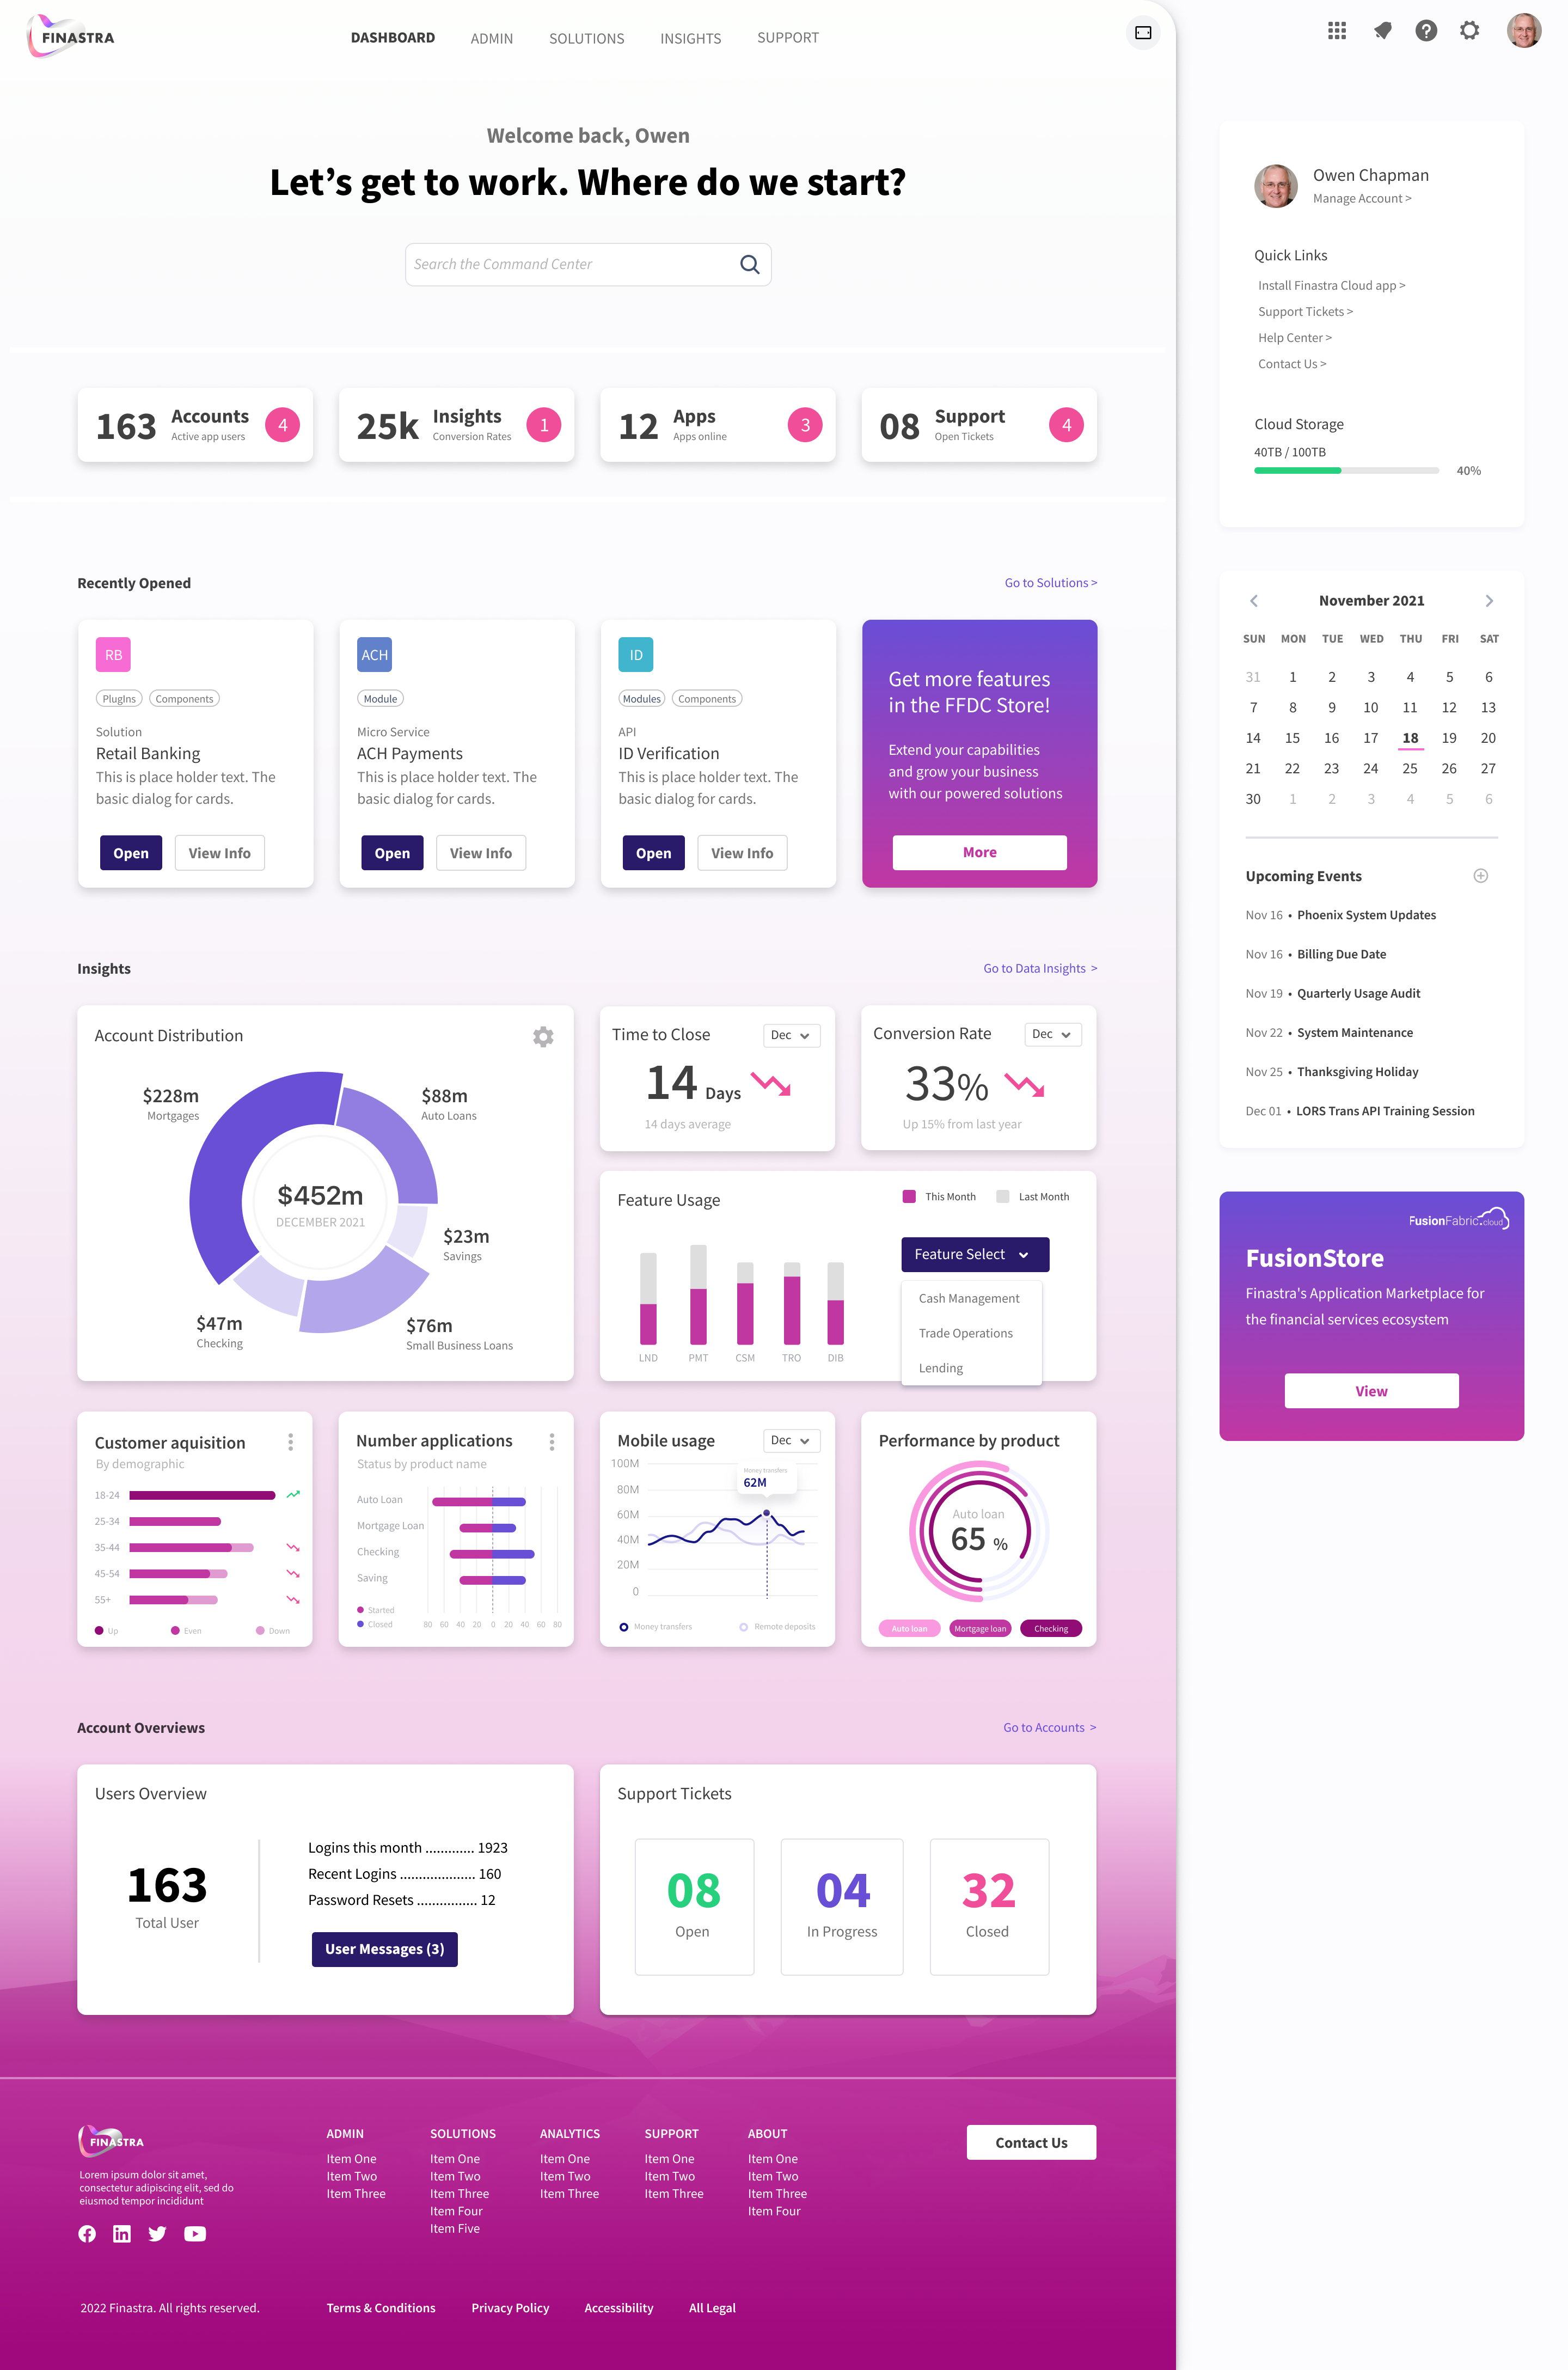 FINASTRA
DASHBOARD
ADMIN
SOLUTIONS
INSIGHTS
SUPPORT
Welcome back, Owen
Let’s get to work. Where do we start?
Search the Command Center
163 Accounts
Active app users
4
25k Insights
Conversion Rates
1
12 Apps
Apps online
3
08 Support
Open Tickets
4
Recently Opened
Go to Solutions >
RB
PlugIns Components
Solution
Retail Banking
This is place holder text. The
basic dialog for cards.
Open View Info
ACH
Module
Micro Service
ACH Payments
This is place holder text. The
basic dialog for cards.
Open View Info
ID
Modules Components
API
ID Verification
This is place holder text. The
basic dialog for cards.
Open View Info
Get more features
in the FFDC Store!
Extend your capabilities
and grow your business
with our powered solutions
More
Insights
Go to Data Insights >
Account Distribution
$228m
Mortgages
$88m
Auto Loans
$452m
DECEMBER 2021
$23m
Savings
$47m
Checking
$76m
Small Business Loans
Time to Close
Dec
14 Days
14 days average
Conversion Rate
Dec
33%
Up 15% from last year
Feature Usage
This Month Last Month
Feature Select
Cash Management
Trade Operations
Lending
LND PMT CSM TRO DIB
Customer aquisition
By demographic
18-24
25-34
35-44
45-54
55+
Up Even Down
Number applications
Status by product name
Auto Loan
Mortgage Loan
Checking
Saving
Started
Closed
80 60 40 20 0 20 40 60 80
Mobile usage
Dec
100M
80M
60M
40M
20M
0
Money transfers
62M
Money transfers Remote deposits
Performance by product
Auto loan
65 %
Auto loan Mortgage loan Checking
Account Overviews
Go to Accounts >
Users Overview
163
Total User
Logins this month ............. 1923
Recent Logins .................... 160
Password Resets ................ 12
User Messages (3)
Support Tickets
08
Open
04
In Progress
32
Closed
FINASTRA
Lorem ipsum dolor sit amet,
consectetur adipiscing elit, sed do
eiusmod tempor incididunt
ADMIN
Item One
Item Two
Item Three
SOLUTIONS
Item One
Item Two
Item Three
Item Four
Item Five
ANALYTICS
Item One
Item Two
Item Three
SUPPORT
Item One
Item Two
Item Three
ABOUT
Item One
Item Two
Item Three
Item Four
Contact Us
2022 Finastra. All rights reserved.
Terms & Conditions
Privacy Policy
Accessibility
All Legal
Owen Chapman
Manage Account >
Quick Links
Install Finastra Cloud app >
Support Tickets >
Help Center >
Contact Us >
Cloud Storage
40TB / 100TB
40%
November 2021
SUN MON TUE WED THU FRI SAT
31 1 2 3 4 5 6
7 8 9 10 11 12 13
14 15 16 17 18 19 20
21 22 23 24 25 26 27
30 1 2 3 4 5 6
Upcoming Events
Nov 16 • Phoenix System Updates
Nov 16 • Billing Due Date
Nov 19 • Quarterly Usage Audit
Nov 22 • System Maintenance
Nov 25 • Thanksgiving Holiday
Dec 01 • LORS Trans API Training Session
FusionFabric.cloud
FusionStore
Finastra's Application Marketplace for
the financial services ecosystem
View